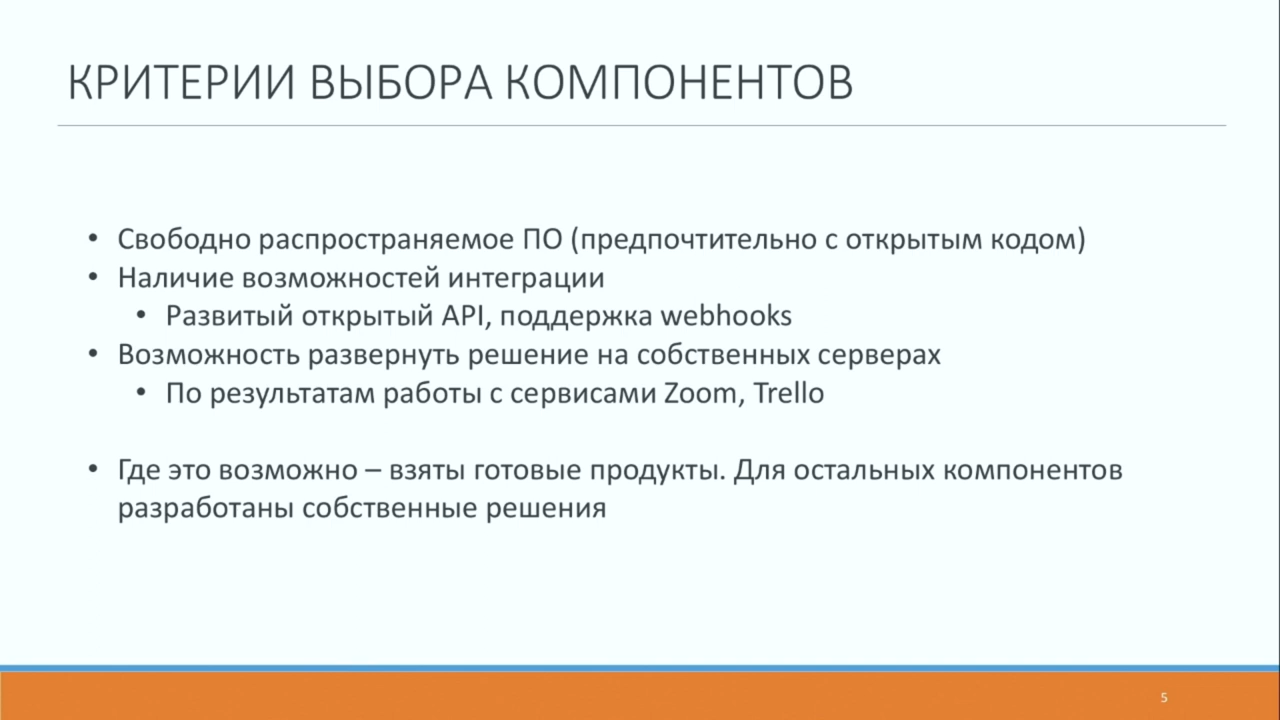 КРИТЕРИИ ВЫБОРА КОМПОНЕНТОВ
• Свободно распространяемое ПО (предпочтительно с открытым кодом)
• Наличие возможностей интеграции
• Развитый открытый API, поддержка webhooks
• Возможность развернуть решение на собственных серверах
• По результатам работы с сервисами Zoom, Trello
• Где это возможно – взяты готовые продукты. Для остальных компонентов
разработаны собственные решения
5